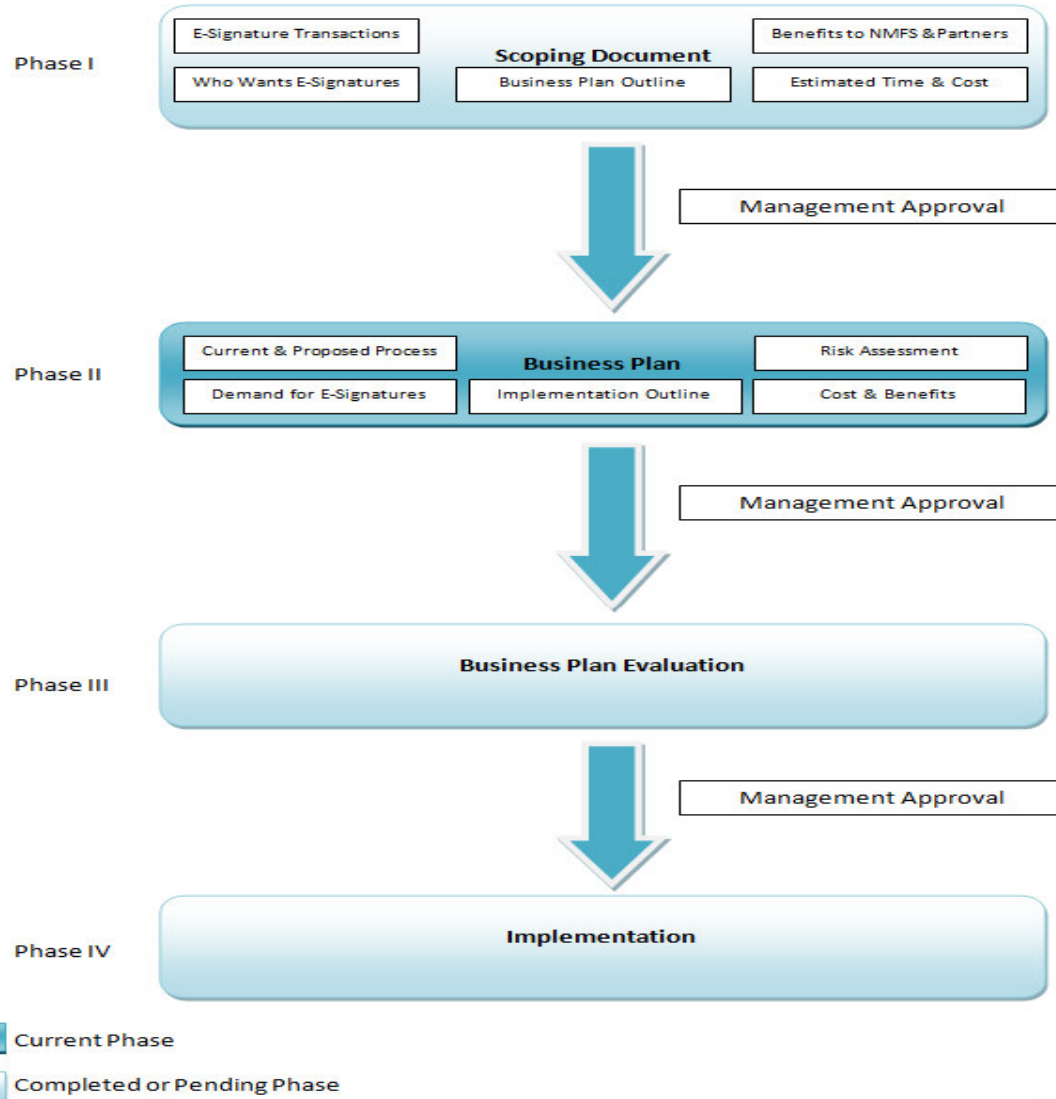 Phase I
E-Signature Transactions
Scoping Document
Benefits to NMFS & Partners
Who Wants E-Signatures
Business Plan Outline
Estimated Time & Cost
Management Approval
Phase II
Current & Proposed Process
Business Plan
Risk Assessment
Demand for E-Signatures
Implementation Outline
Cost & Benefits
Management Approval
Phase III
Business Plan Evaluation
Management Approval
Phase IV
Implementation
Current Phase
Completed or Pending Phase